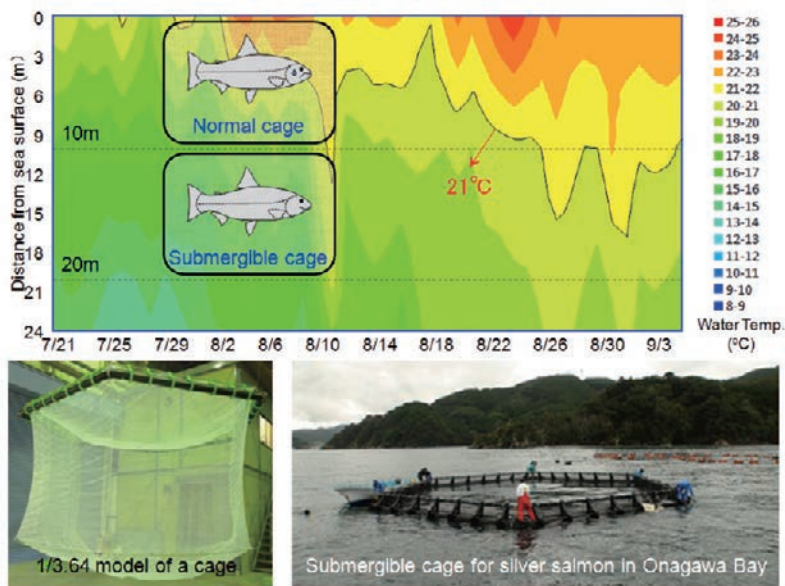 Distance from sea surface (m)
0
3
6
9
12
15
18
21
24
10m
20m
Normal cage
Submergible cage
21℃
7/21 7/25 7/29 8/2 8/6 8/10 8/14 8/18 8/22 8/26 8/30 9/3
25-26
24-25
23-24
22-23
21-22
20-21
19-20
18-19
17-18
16-17
15-16
14-15
13-14
12-13
11-12
10-11
9-10
8-9
Water Temp.
(ºC)
1/3.64 model of a cage
Submergible cage for silver salmon in Onagawa Bay